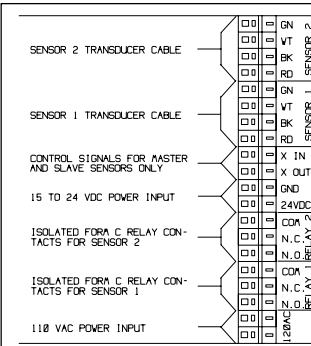 SENSOR 2 TRANSDUCER CABLE
GN
WT
BK
RD
SENSOR 2
SENSOR 1 TRANSDUCER CABLE
GN
WT
BK
RD
SENSOR 1
CONTROL SIGNALS FOR MASTER
AND SLAVE SENSORS ONLY
X IN
X OUT
15 TO 24 VDC POWER INPUT
GND
24VDC
ISOLATED FORM C RELAY CON-
TACTS FOR SENSOR 2
COM
N.C.
N.O.
RELAY 2
ISOLATED FORM C RELAY CON-
TACTS FOR SENSOR 1
COM
N.C.
N.O.
RELAY 1
110 VAC POWER INPUT
120AC